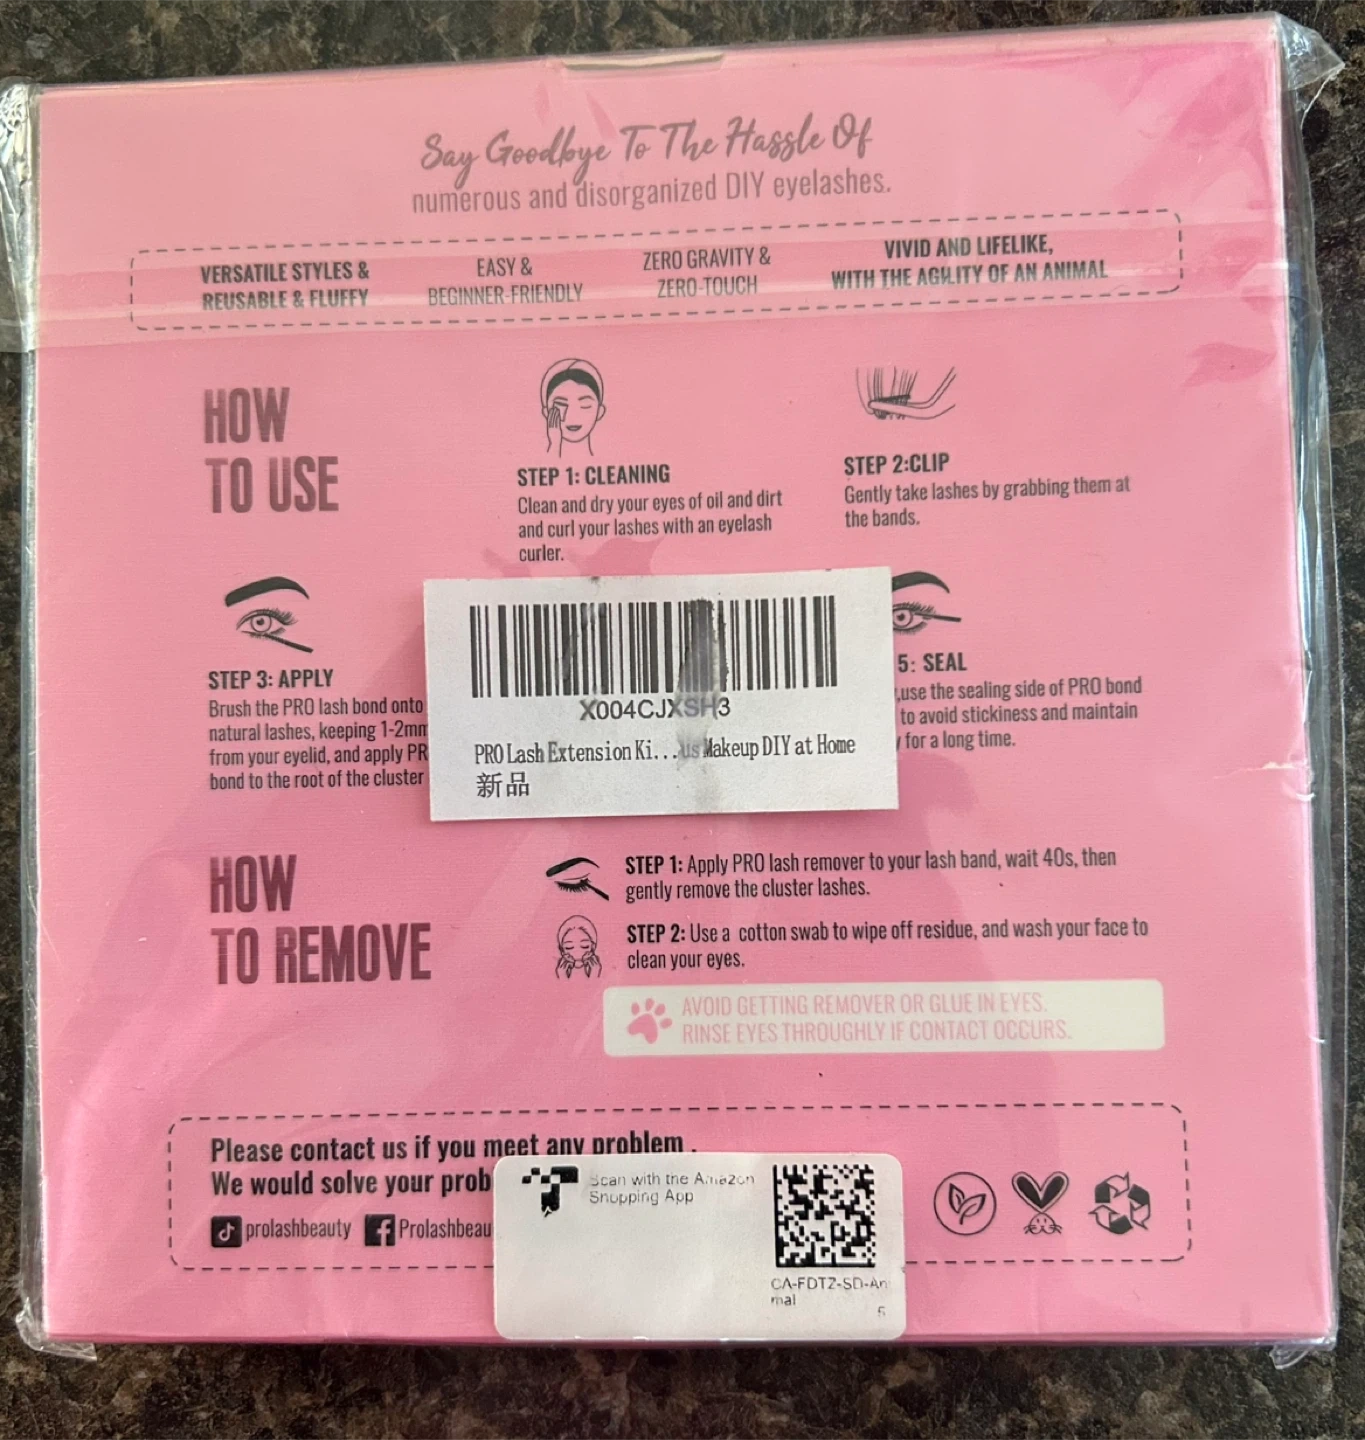 Say Goodbye To The Hassle Of
numerous and disorganized DIY eyelashes.
VERSATILE STYLES &
REUSABLE & FLUFFY
EASY &
BEGINNER-FRIENDLY
ZERO GRAVITY &
ZERO-TOUCH
VIVID AND LIFELIKE,
WITH THE AGILITY OF AN ANIMAL
HOW
TO USE
STEP 1: CLEANING
Clean and dry your eyes of oil and dirt
and curl your lashes with an eyelash
curler.
STEP 2:CLIP
Gently take lashes by grabbing them at
the bands.
STEP 3: APPLY
Brush the PRO lash bond onto
natural lashes, keeping 1-2mm
from your eyelid, and apply PR
bond to the root of the cluster
X004CJXSH3
PRO Lash Extension Ki...us Makeup DIY at Home
新品
5: SEAL
,use the sealing side of PRO bond
to avoid stickiness and maintain
for a long time.
HOW
TO REMOVE
STEP 1: Apply PRO lash remover to your lash band, wait 40s, then
gently remove the cluster lashes.
STEP 2: Use a cotton swab to wipe off residue, and wash your face to
clean your eyes.
AVOID GETTING REMOVER OR GLUE IN EYES.
RINSE EYES THROUGHLY IF CONTACT OCCURS.
Please contact us if you meet any problem .
We would solve your prob
prolashbeauty Prolashbeau
Scan with the Amazon
Shopping App
CA-FDTZ-SD-An
mal
5